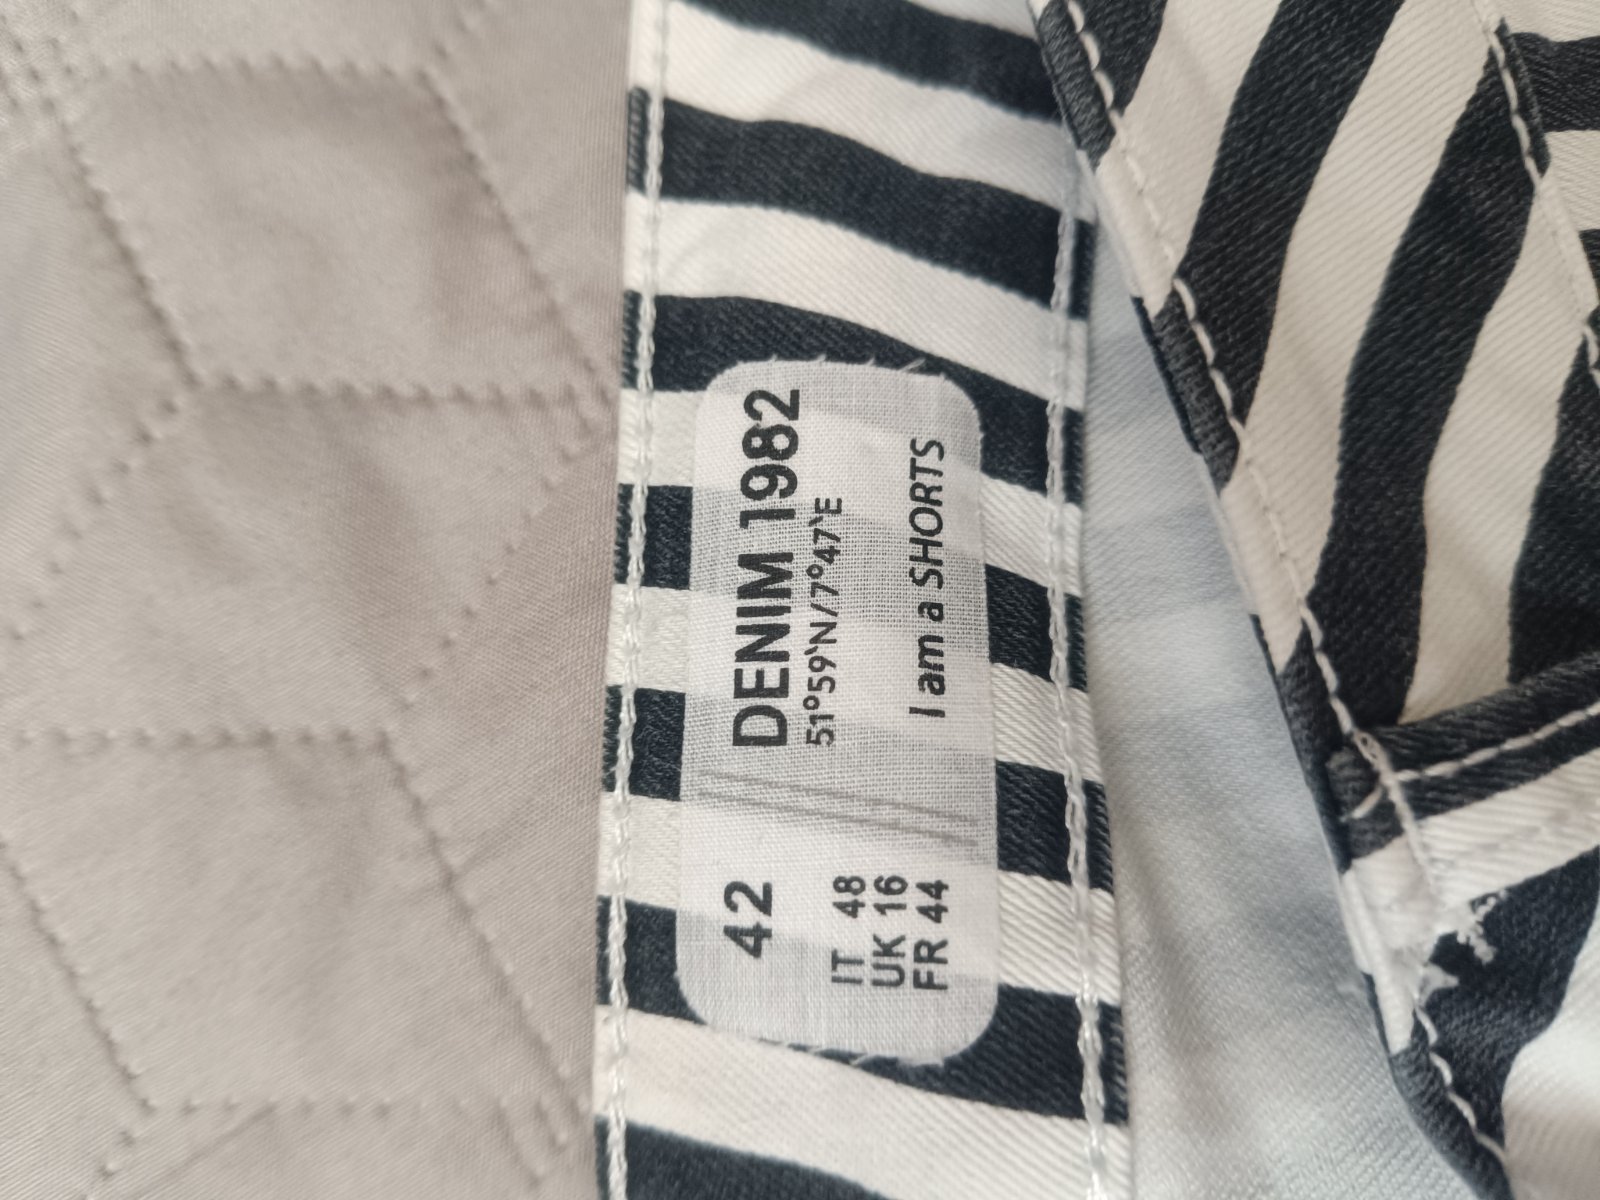 42
IT 48
UK 16
FR 44
DENIM 1982
51°59‵N/7°47‵E
I am a SHORTS